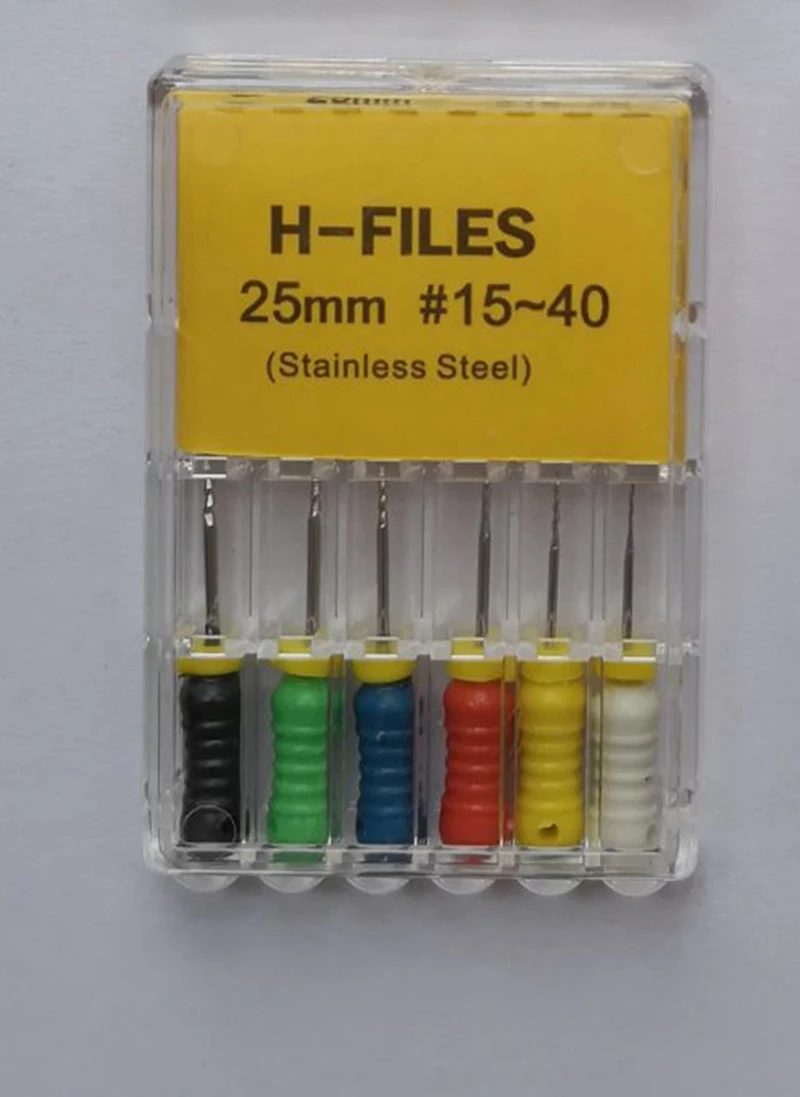 H-FILES
25mm #15~40
(Stainless Steel)